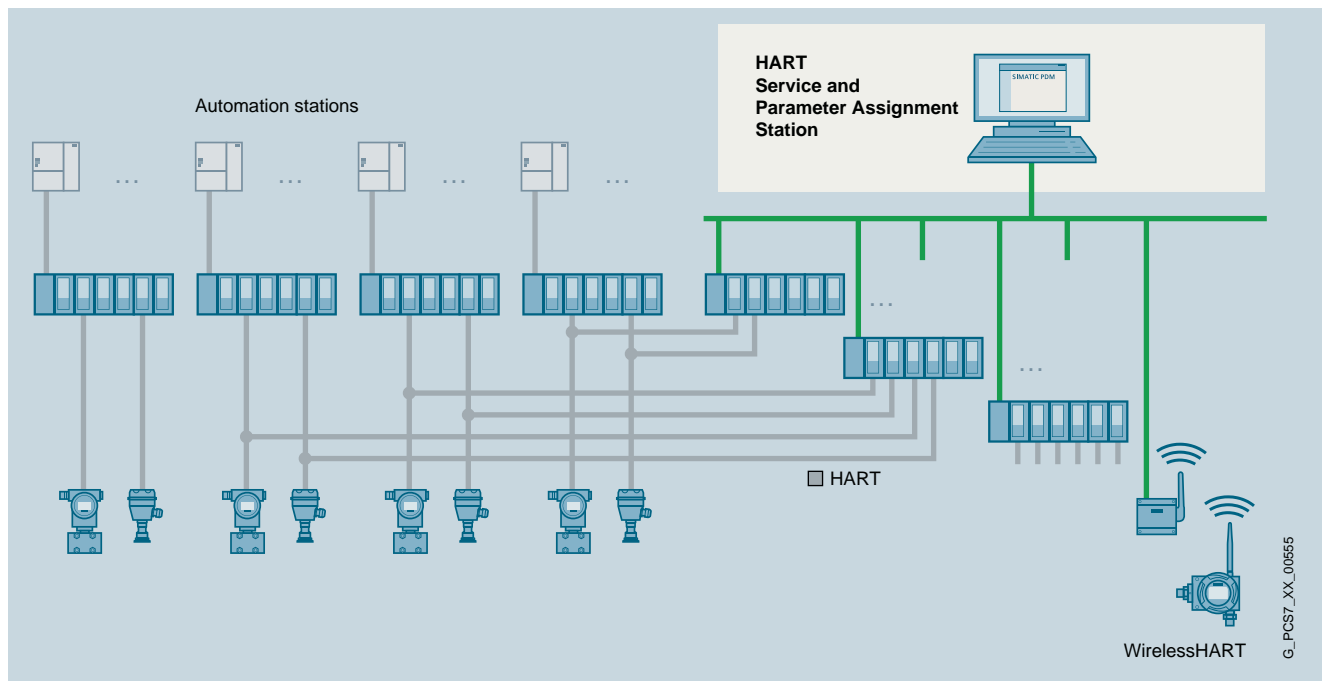 HART
Service and
Parameter Assignment
Station
SIMATIC PDM
Automation stations
...
...
...
...
...
...
HART
WirelessHART
G_PCS7_XX_00555